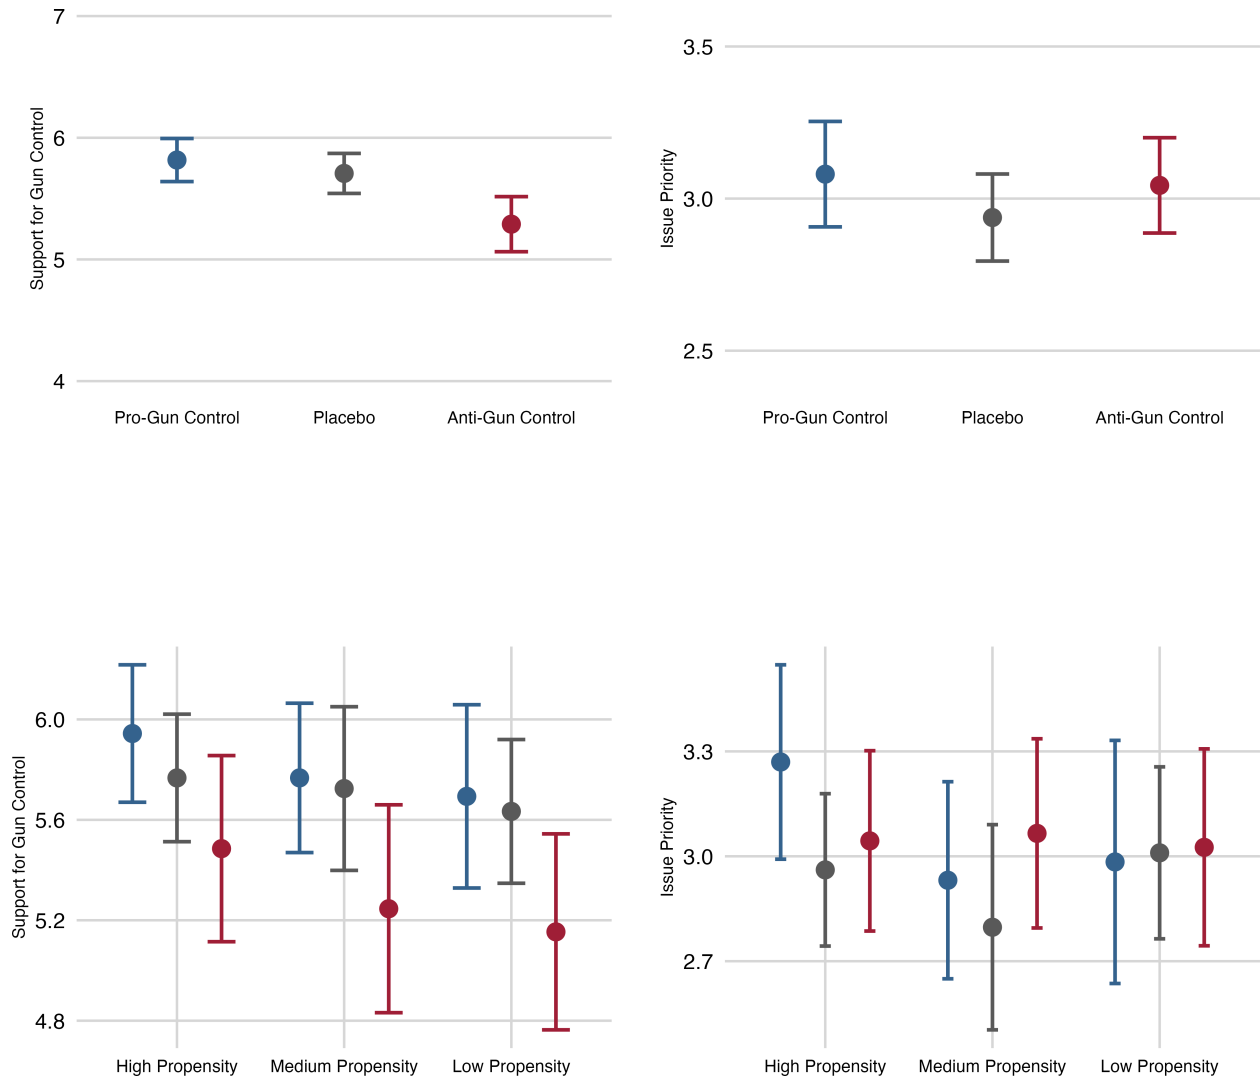 7
6
5
4
Support for Gun Control
Pro-Gun Control
Placebo
Anti-Gun Control
3.5
3.0
2.5
Issue Priority
Pro-Gun Control
Placebo
Anti-Gun Control
6.0
5.6
5.2
4.8
Support for Gun Control
High Propensity
Medium Propensity
Low Propensity
3.3
3.0
2.7
Issue Priority
High Propensity
Medium Propensity
Low Propensity